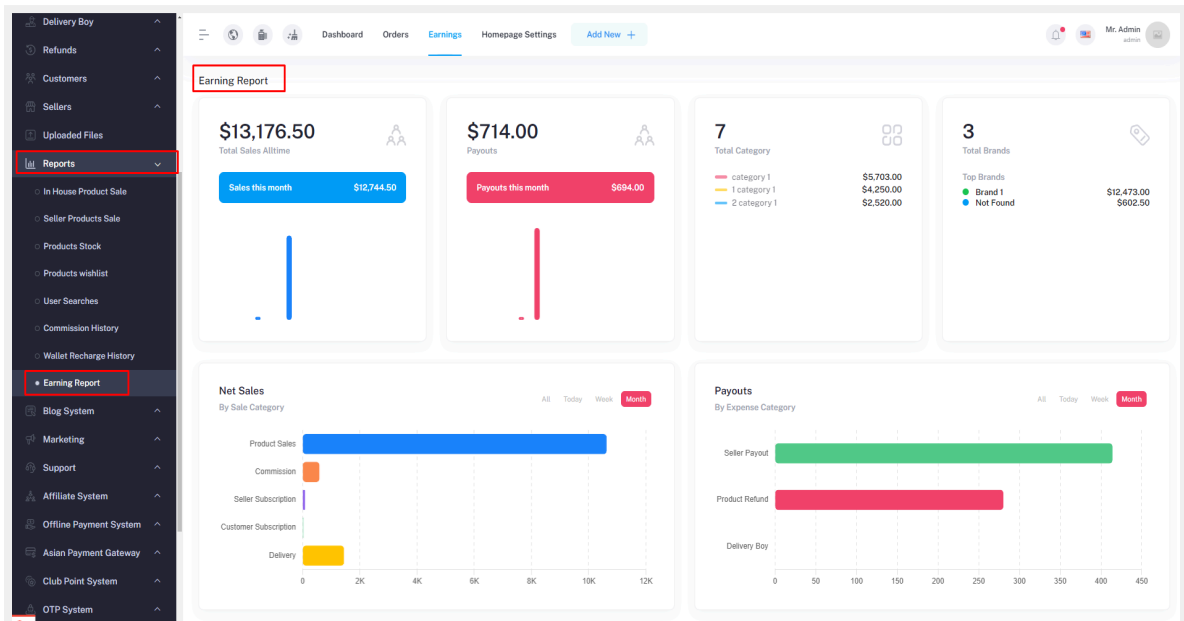 Delivery Boy
Refunds
Customers
Sellers
Uploaded Files
Reports
In House Product Sale
Seller Products Sale
Products Stock
Products wishlist
User Searches
Commission History
Wallet Recharge History
Earning Report
Blog System
Marketing
Support
Affiliate System
Offline Payment System
Asian Payment Gateway
Club Point System
OTP System
Dashboard Orders Earnings Homepage Settings Add New +
Mr. Admin
admin
Earning Report
$13,176.50
Total Sales Alltime
Sales this month $12,744.50
$714.00
Payouts
Payouts this month $694.00
7
Total Category
category 1 $5,703.00
1 category 1 $4,250.00
2 category 1 $2,520.00
3
Total Brands
Top Brands
Brand 1 $12,473.00
Not Found $602.50
Net Sales
By Sale Category
All Today Week Month
Product Sales
Commission
Seller Subscription
Customer Subscription
Delivery
0 2K 4K 6K 8K 10K 12K
Payouts
By Expense Category
All Today Week Month
Seller Payout
Product Refund
Delivery Boy
0 50 100 150 200 250 300 350 400 450